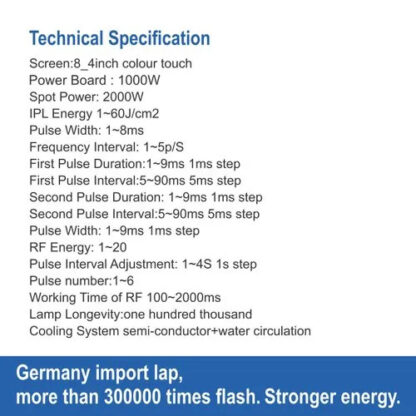 Technical Specification
Screen:8_4inch colour touch
Power Board : 1000W
Spot Power: 2000W
IPL Energy 1~60J/cm2
Pulse Width: 1~8ms
Frequency Interval: 1~5p/S
First Pulse Duration:1~9ms 1ms step
First Pulse Interval:5~90ms 5ms step
Second Pulse Duration: 1~9ms 1ms step
Second Pulse Interval:5~90ms 5ms step
Pulse Width: 1~9ms 1ms step
RF Energy: 1~20
Pulse Interval Adjustment: 1~4S 1s step
Pulse number:1~6
Working Time of RF 100~2000ms
Lamp Longevity:one hundred thousand
Cooling System semi-conductor+water circulation
Germany import lap,
more than 300000 times flash. Stronger energy.